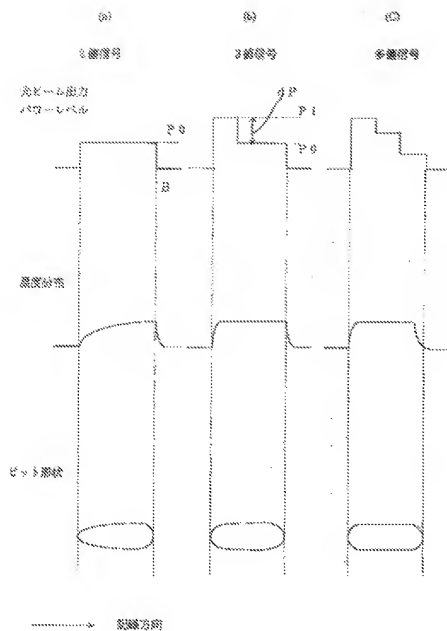 (a)
(b)
(C)
2値信号
3値信号
多値信号
光ビーム出力
パワーレベル
dP
P0
P1
P0
B
温度分布
ピット形状
記録方向